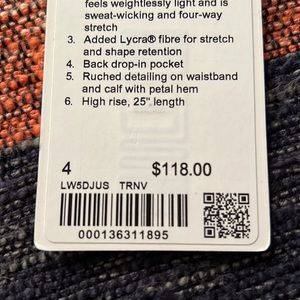 feels weightlessly light and is
sweat-wicking and four-way
stretch
3. Added Lycra® fibre for stretch
and shape retention
4. Back drop-in pocket
5. Ruched detailing on waistband
and calf with petal hem
6. High rise, 25" length
4 $118.00
LW5DJUS TRNV
000136311895